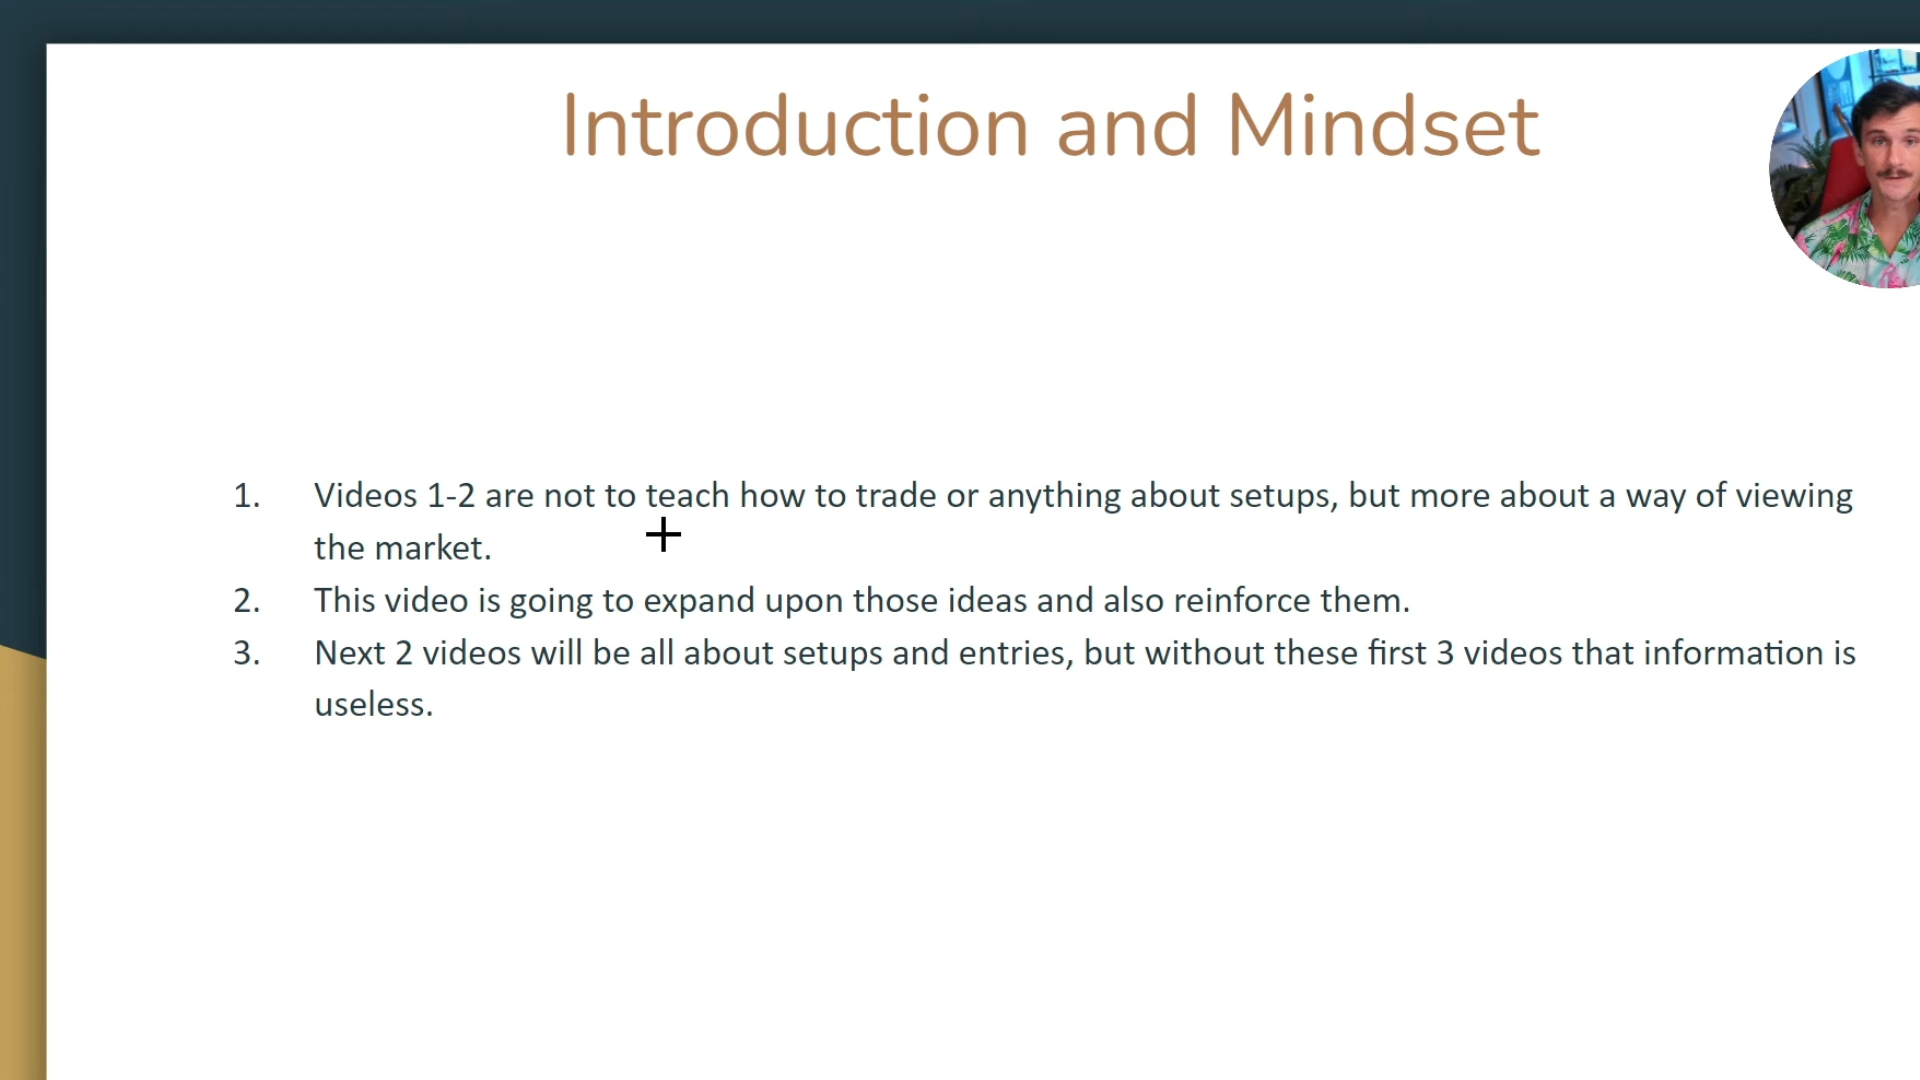 Introduction and Mindset
1. Videos 1-2 are not to teach how to trade or anything about setups, but more about a way of viewing
the market.
2. This video is going to expand upon those ideas and also reinforce them.
3. Next 2 videos will be all about setups and entries, but without these first 3 videos that information is
useless.